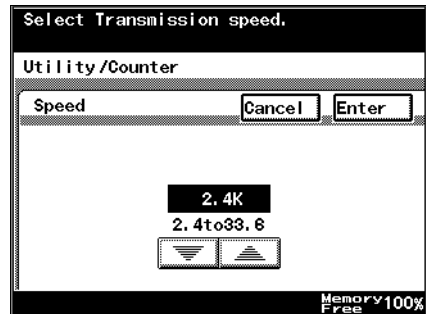 Select Transmission speed.
Utility/Counter
Speed
Cancel
Enter
2.4K
2.4to33.6
Memory Free 100%